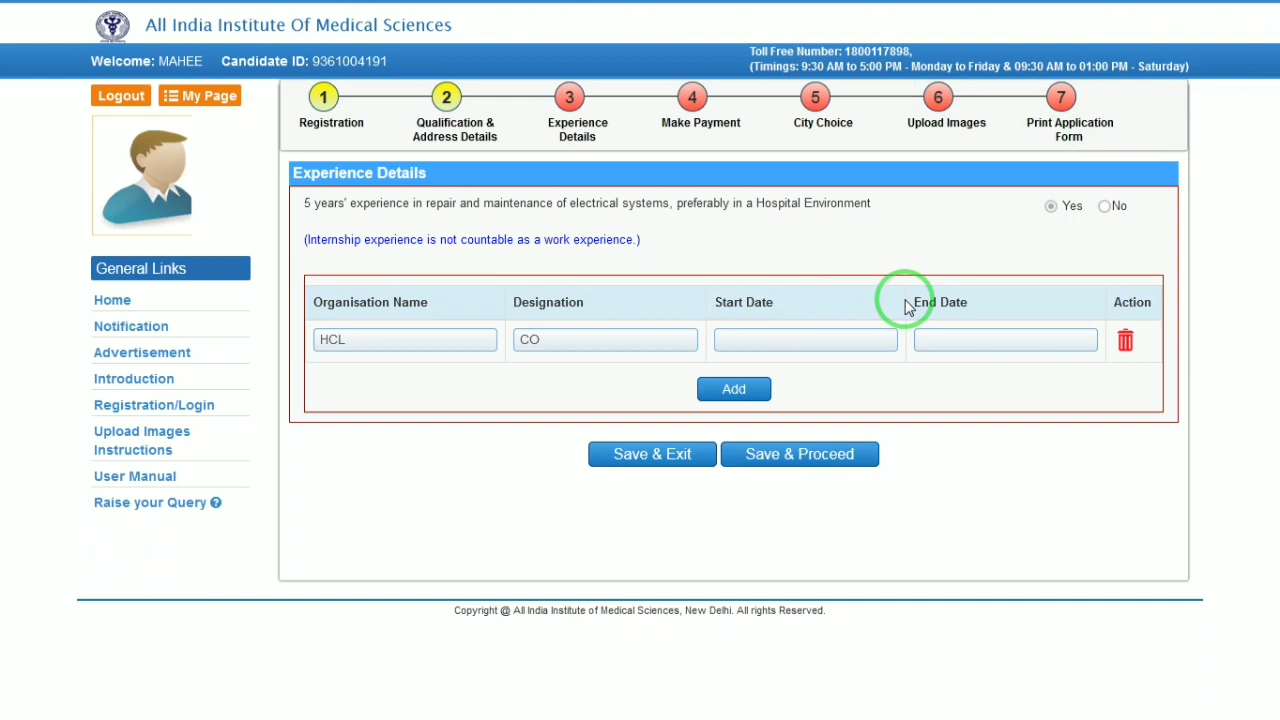 All India Institute Of Medical Sciences
Welcome: MAHEE Candidate ID: 9361004191
Toll Free Number: 1800117898,
(Timings: 9:30 AM to 5:00 PM - Monday to Friday & 09:30 AM to 01:00 PM - Saturday)
Logout My Page
1 2 3 4 5 6 7
Registration Qualification & Address Details Experience Details Make Payment City Choice Upload Images Print Application Form
Experience Details
5 years' experience in repair and maintenance of electrical systems, preferably in a Hospital Environment Yes No
(Internship experience is not countable as a work experience.)
Organisation Name Designation Start Date End Date Action
HCL CO
Add
Save & Exit Save & Proceed
General Links
Home
Notification
Advertisement
Introduction
Registration/Login
Upload Images
Instructions
User Manual
Raise your Query ?
Copyright @ All India Institute of Medical Sciences, New Delhi. All rights Reserved.